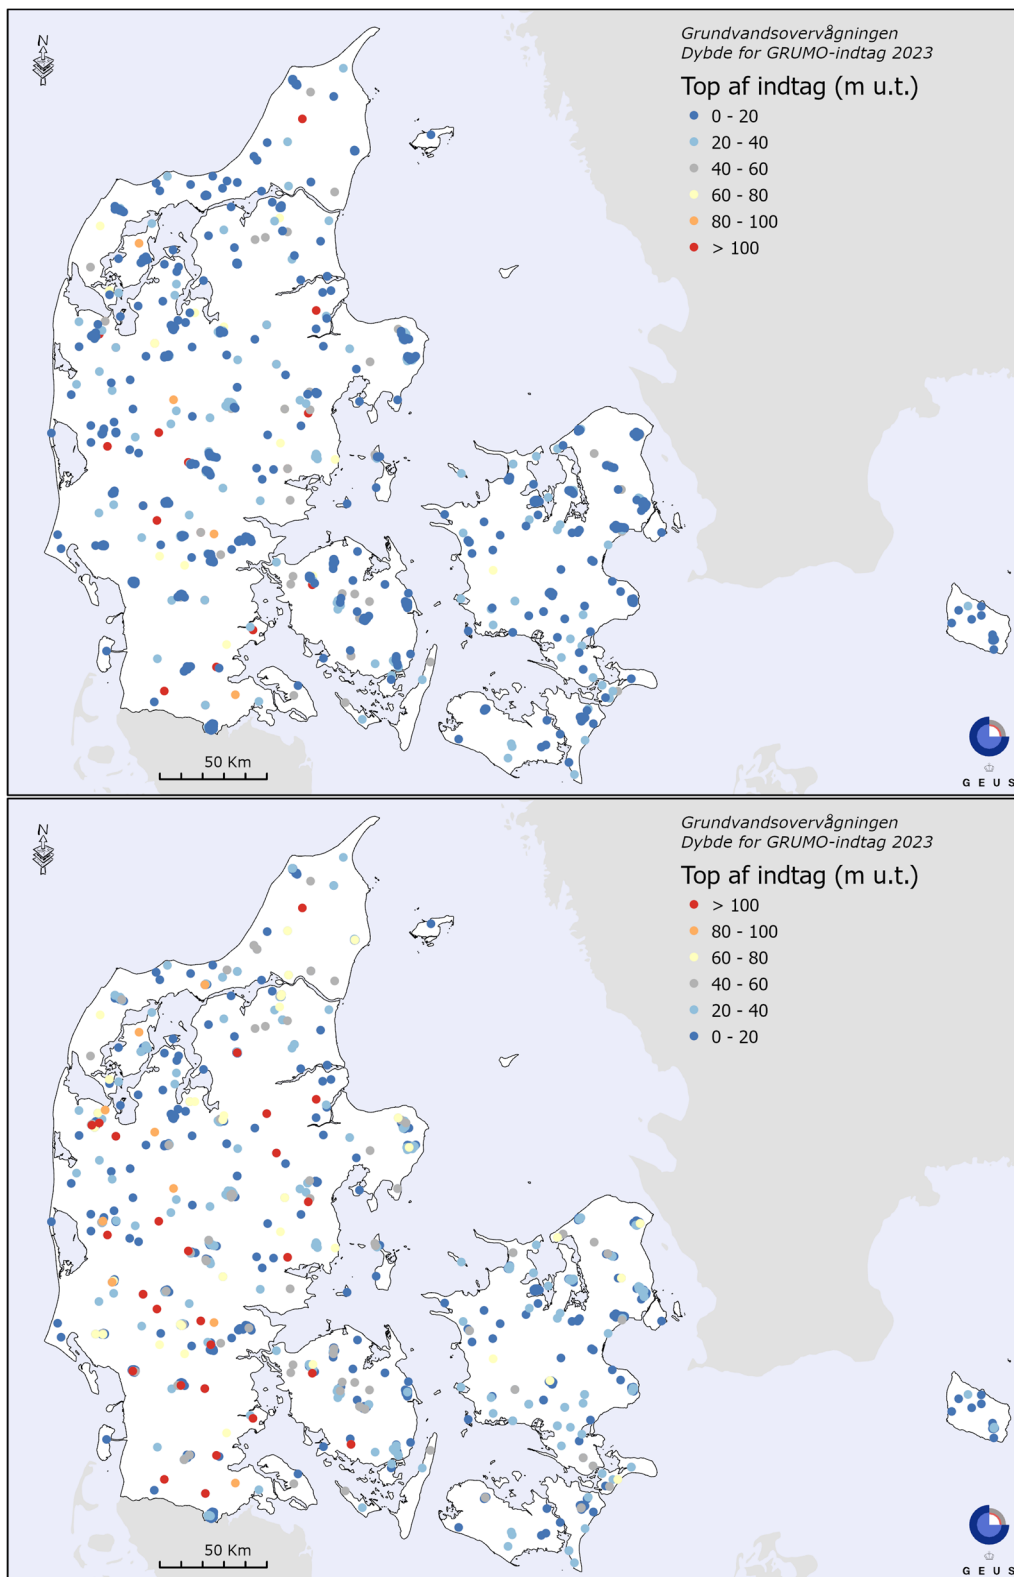 N
Grundvandsovervågningen
Dybde for GRUMO-indtag 2023
Top af indtag (m u.t.)
0 - 20
20 - 40
40 - 60
60 - 80
80 - 100
> 100
50 Km
G E U S
N
Grundvandsovervågningen
Dybde for GRUMO-indtag 2023
Top af indtag (m u.t.)
> 100
80 - 100
60 - 80
40 - 60
20 - 40
0 - 20
50 Km
G E U S